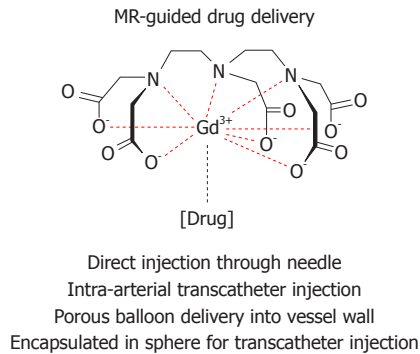 MR-guided drug delivery
N N N
O O O O O
O- Gd3+ O- O- O- O-
[Drug]
Direct injection through needle
Intra-arterial transcatheter injection
Porous balloon delivery into vessel wall
Encapsulated in sphere for transcatheter injection